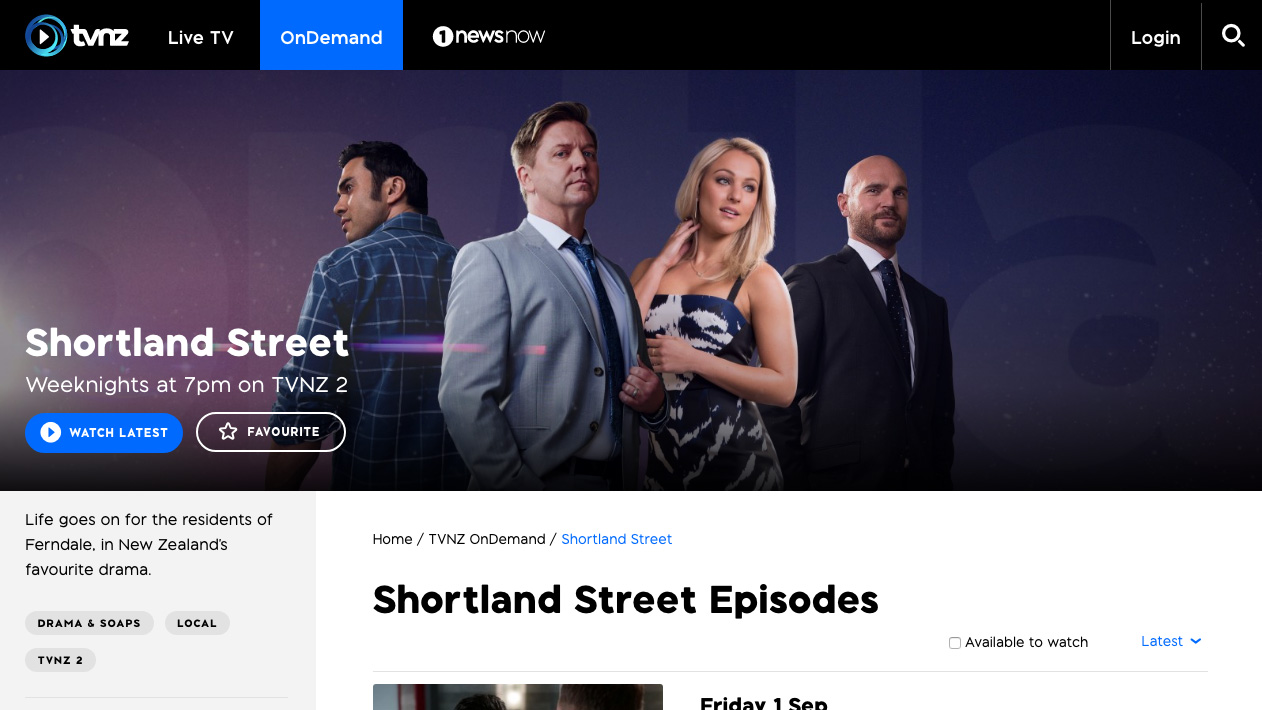 tvnz
Live TV
OnDemand
1 newsnow
Login
Shortland Street
Weeknights at 7pm on TVNZ 2
WATCH LATEST
FAVOURITE
Life goes on for the residents of
Ferndale, in New Zealand's
favourite drama.
DRAMA & SOAPS
LOCAL
TVNZ 2
Home / TVNZ OnDemand / Shortland Street
Shortland Street Episodes
Available to watch
Latest
Friday 1 Sep